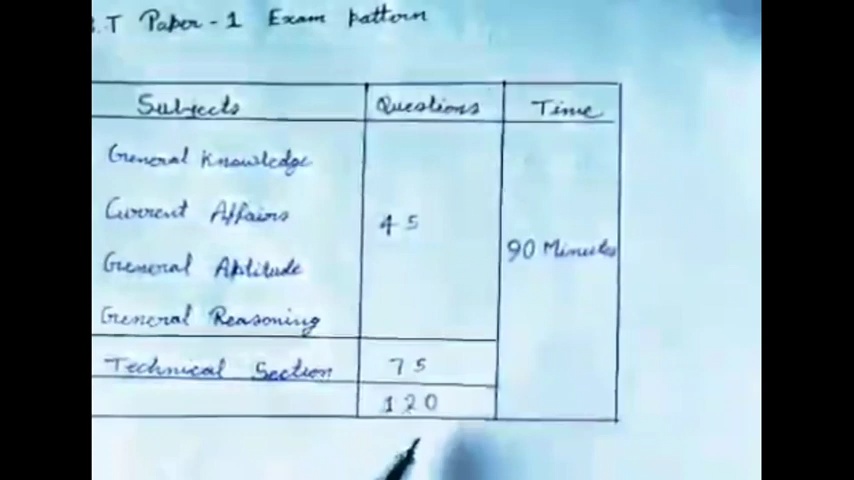 B.T Paper - 1 Exam pattern
Subjects Questions Time
General Knowledge
Current Affairs 45
General Aptitude 90 Minutes
General Reasoning
Technical Section 75
120